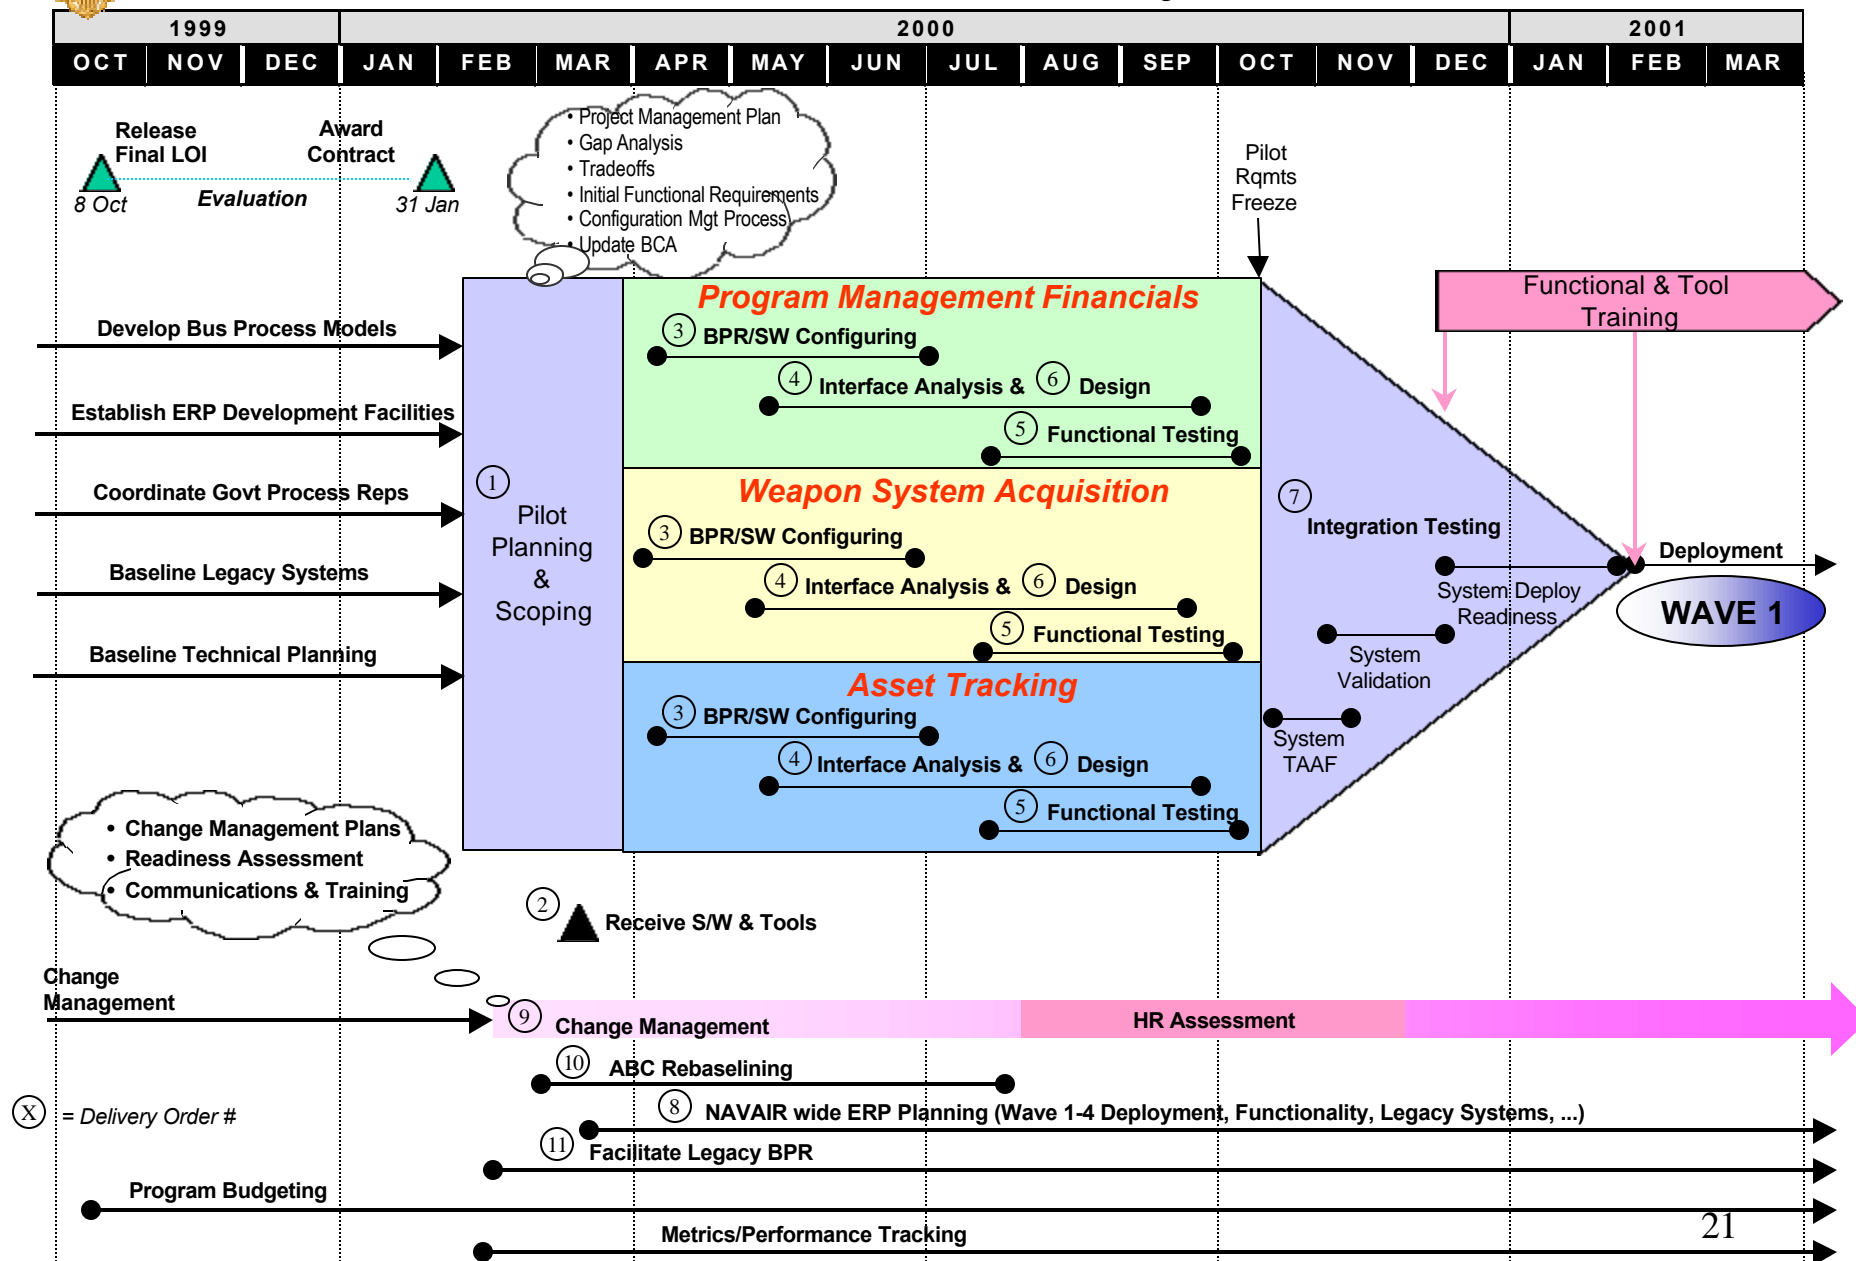 1999 2000 2001
OCT NOV DEC JAN FEB MAR APR MAY JUN JUL AUG SEP OCT NOV DEC JAN FEB MAR
Release
Final LOI
8 Oct
Evaluation
Award
Contract
31 Jan
• Project Management Plan
• Gap Analysis
• Tradeoffs
• Initial Functional Requirements
• Configuration Mgt Process
• Update BCA
Pilot
Rqmts
Freeze
Functional & Tool
Training
Develop Bus Process Models
Establish ERP Development Facilities
Coordinate Govt Process Reps
Baseline Legacy Systems
Baseline Technical Planning
1
Pilot
Planning
&
Scoping
Program Management Financials
3 BPR/SW Configuring
4 Interface Analysis & 6 Design
5 Functional Testing
Weapon System Acquisition
3 BPR/SW Configuring
4 Interface Analysis & 6 Design
5 Functional Testing
Asset Tracking
3 BPR/SW Configuring
4 Interface Analysis & 6 Design
5 Functional Testing
7
Integration Testing
System Deploy
Readiness
System
Validation
System
TAAF
Deployment
WAVE 1
• Change Management Plans
• Readiness Assessment
• Communications & Training
2 Receive S/W & Tools
Change
Management
9 Change Management
HR Assessment
10 ABC Rebaselining
X = Delivery Order #
8 NAVAIR wide ERP Planning (Wave 1-4 Deployment, Functionality, Legacy Systems, ...)
11 Facilitate Legacy BPR
Program Budgeting
Metrics/Performance Tracking
21